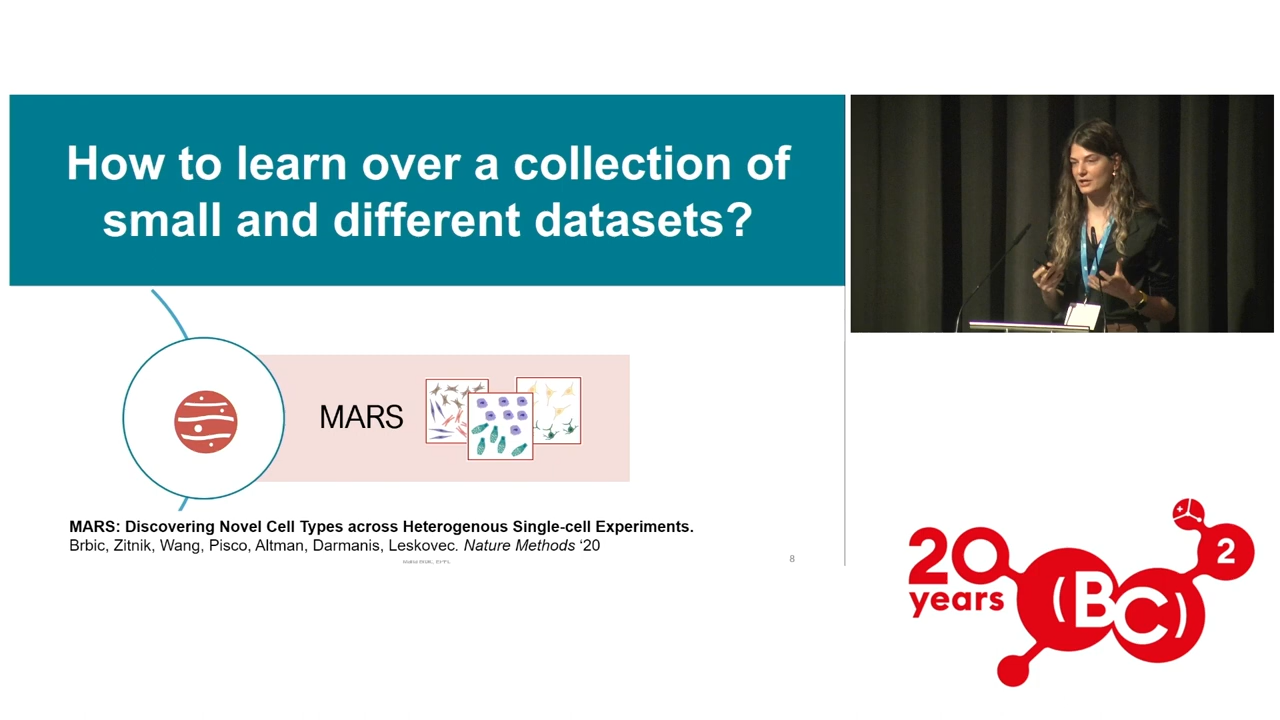 How to learn over a collection of
small and different datasets?
MARS
MARS: Discovering Novel Cell Types across Heterogenous Single-cell Experiments.
Brbic, Zitnik, Wang, Pisco, Altman, Darmanis, Leskovec. Nature Methods ‘20
8
20
years
(BC)
2